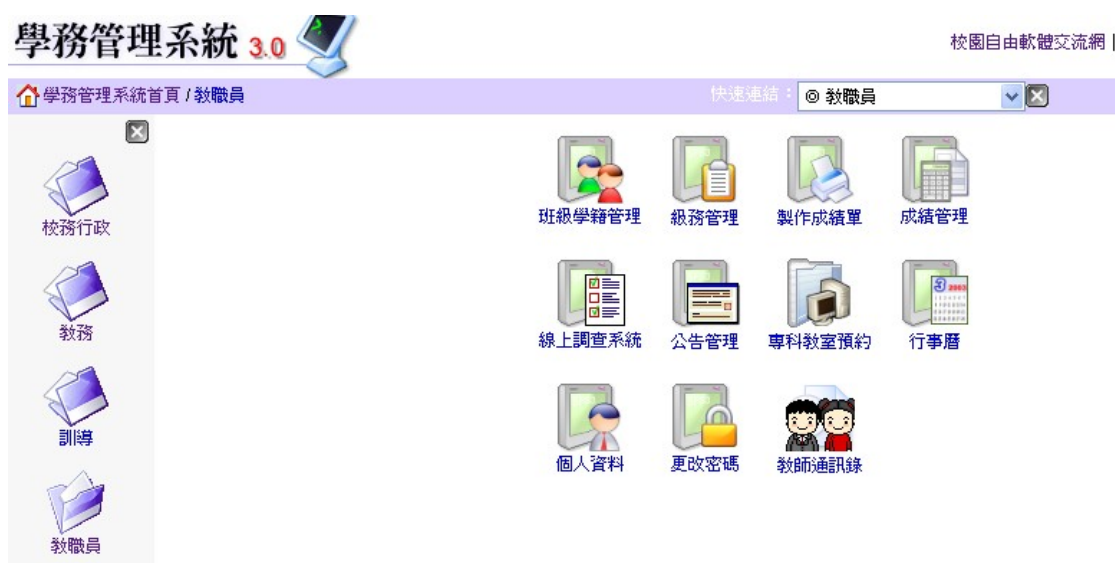 學務管理系統 3.0
校園自由軟體交流網 |
學務管理系統首頁 / 教職員
快速連結： ◎ 教職員
校務行政
教務
訓導
教職員
班級學籍管理 級務管理 製作成績單 成績管理
線上調查系統 公告管理 專科教室預約 行事曆
3 2003
個人資料 更改密碼 教師通訊錄